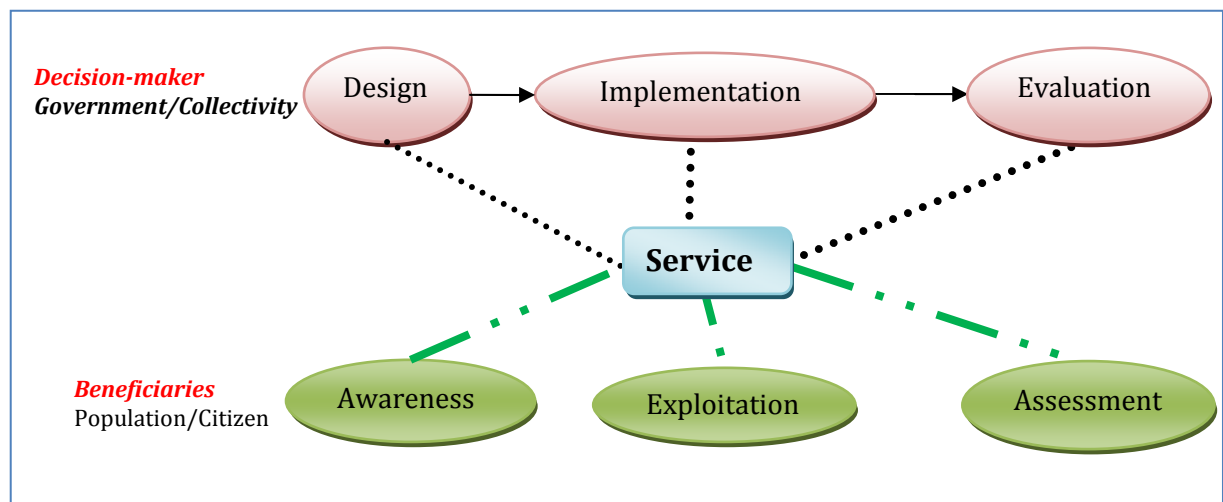 Decision-maker
Government/Collectivity
Design
Implementation
Evaluation
Service
Beneficiaries
Population/Citizen
Awareness
Exploitation
Assessment